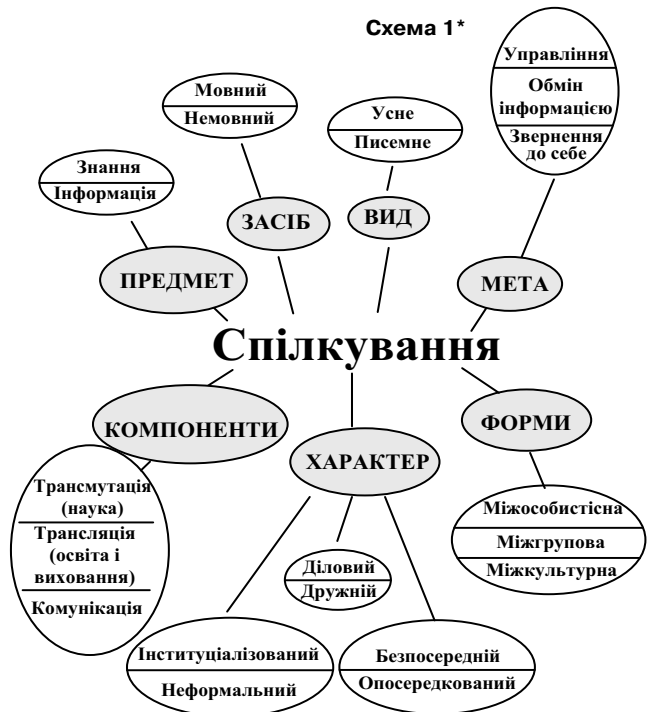 Схема 1*
Управління
Обмін
інформацією
Звернення
до себе
Мовний
Немовний
Усне
Писемне
Знання
Інформація
ЗАСІБ
ВИД
ПРЕДМЕТ
МЕТА
Спілкування
КОМПОНЕНТИ
ХАРАКТЕР
ФОРМИ
Трансмутація
(наука)
Трансляція
(освіта і
виховання)
Комунікація
Діловий
Дружній
Міжособистісна
Міжгрупова
Міжкультурна
Інституціалізований
Неформальний
Безпосередній
Опосередкований